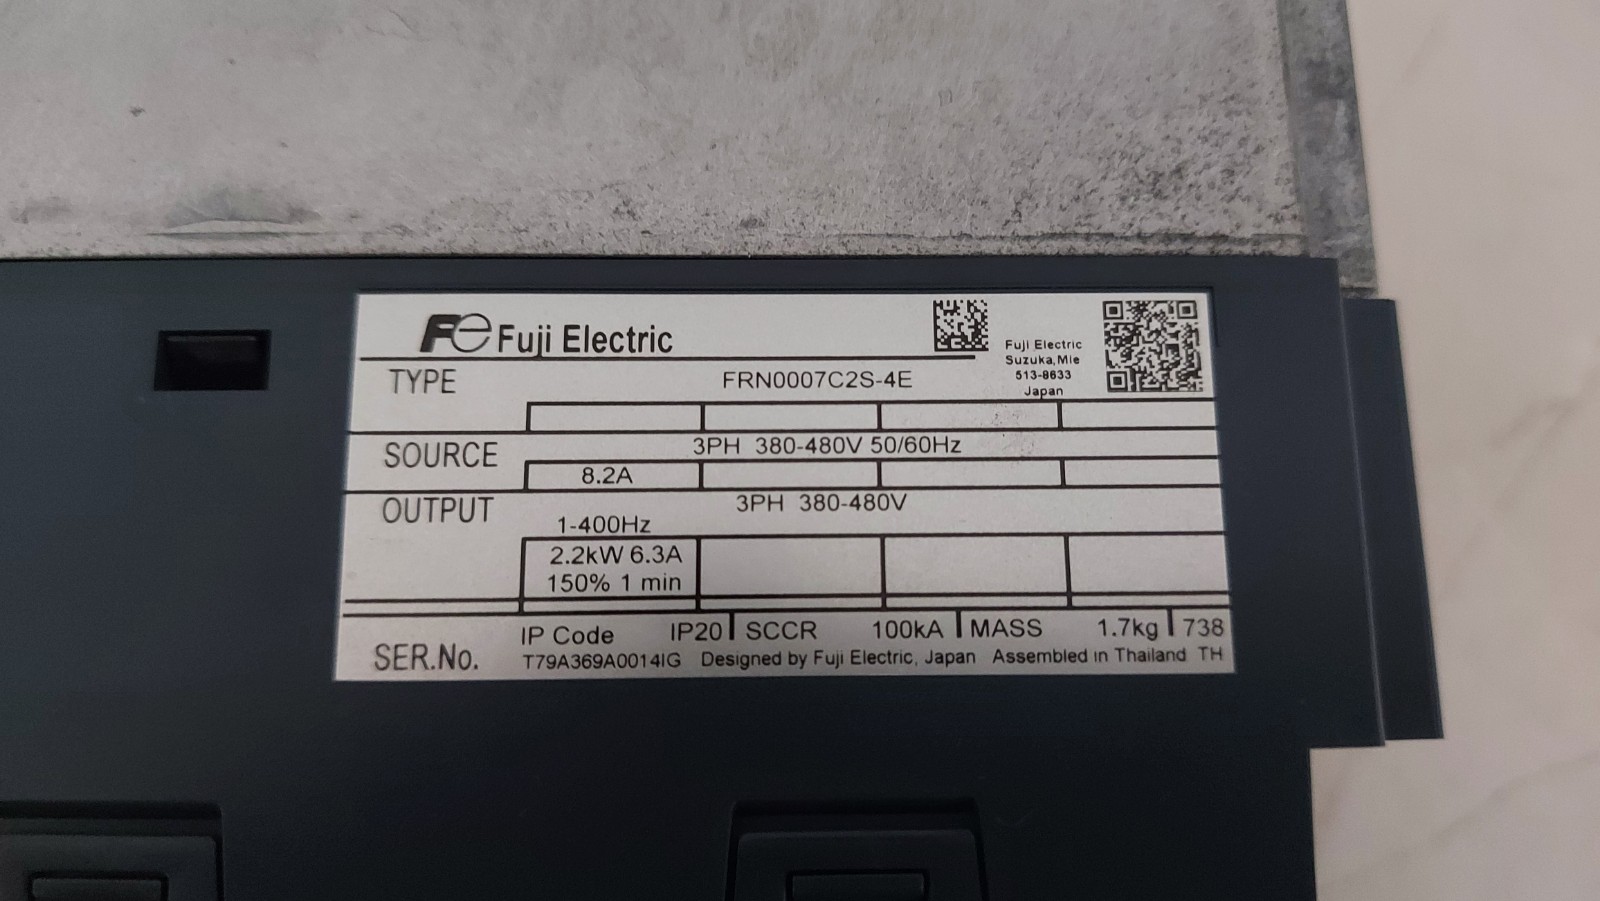 Fe Fuji Electric
Fuji Electric
Suzuka, Mie
513-8633
Japan
TYPE FRN0007C2S-4E
SOURCE 3PH 380-480V 50/60Hz
8.2A
OUTPUT 3PH 380-480V
1-400Hz
2.2kW 6.3A
150% 1 min
IP Code IP20 SCCR 100kA MASS 1.7kg 738
SER.No. T79A369A0014IG Designed by Fuji Electric, Japan Assembled in Thailand TH